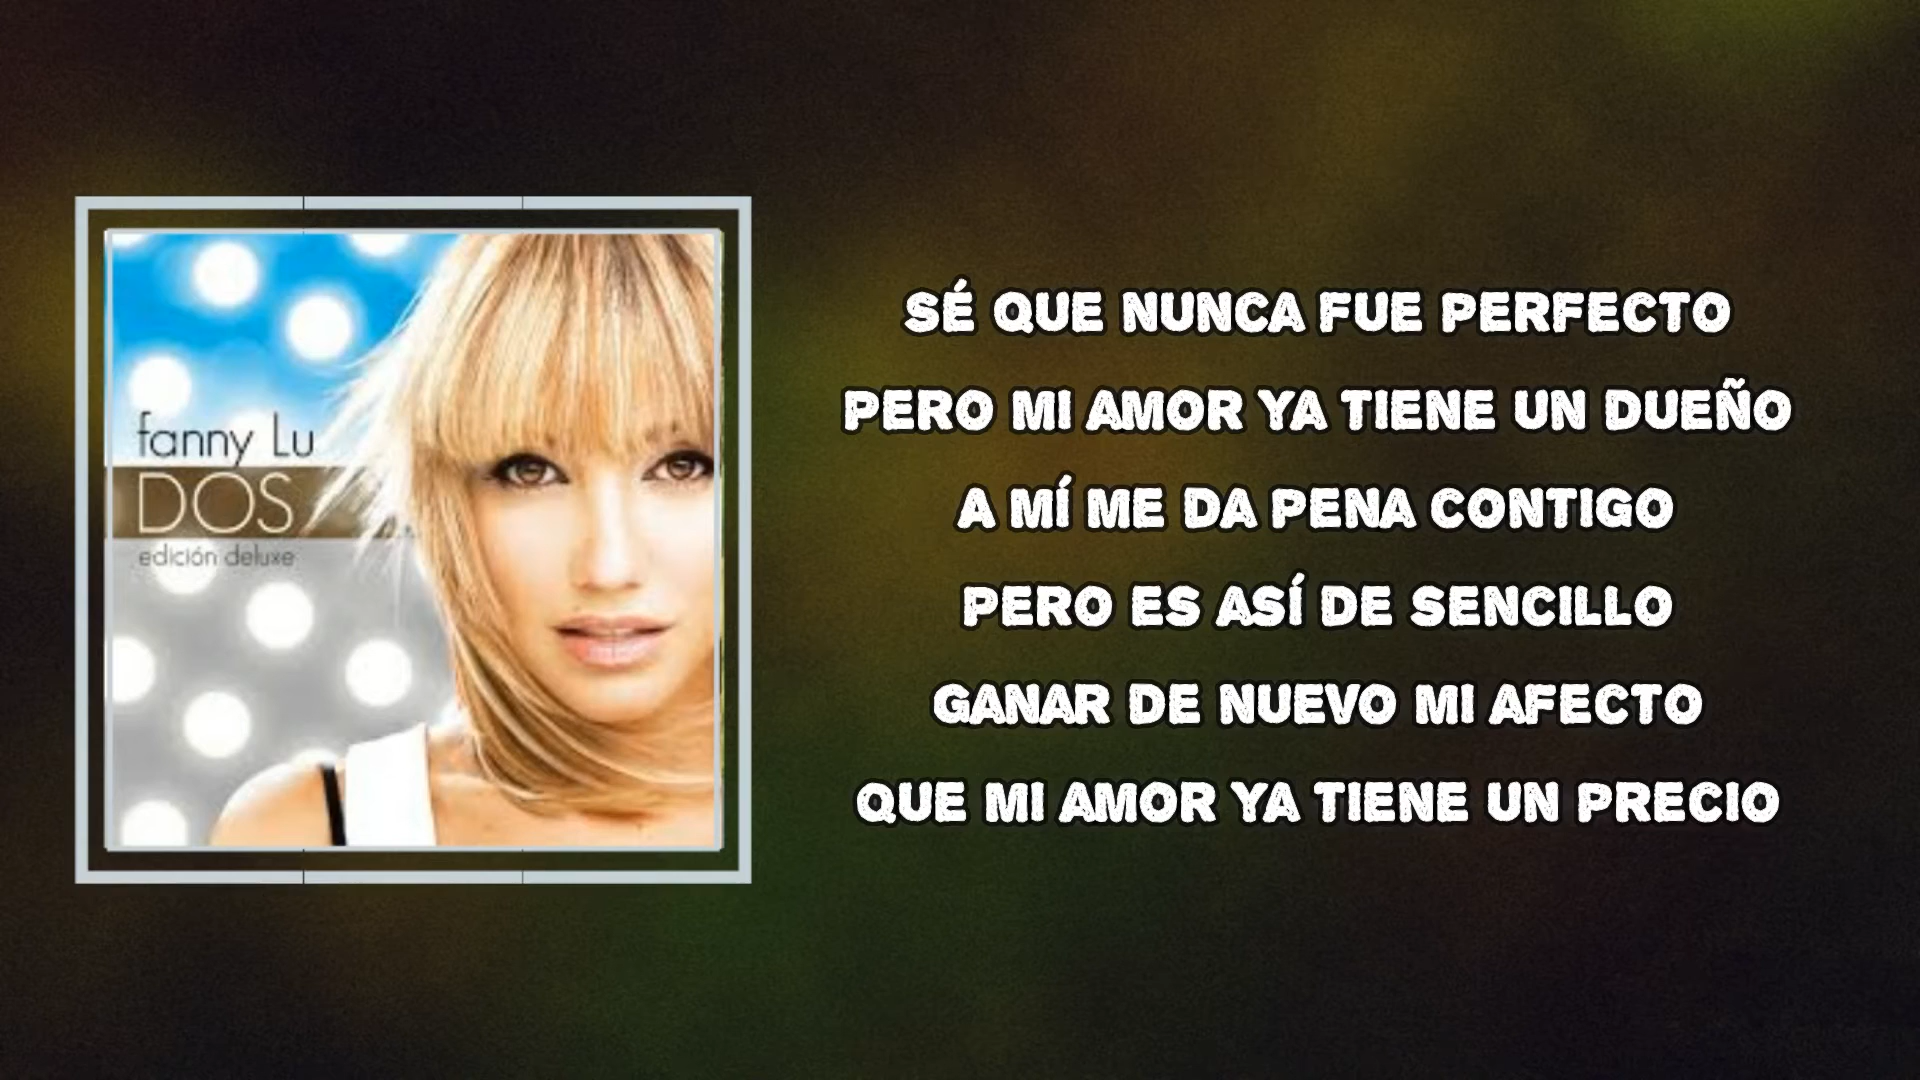 fanny Lu
DOS
edición deluxe
SÉ QUE NUNCA FUE PERFECTO
PERO MI AMOR YA TIENE UN DUEÑO
A MÍ ME DA PENA CONTIGO
PERO ES ASÍ DE SENCILLO
GANAR DE NUEVO MI AFECTO
QUE MI AMOR YA TIENE UN PRECIO